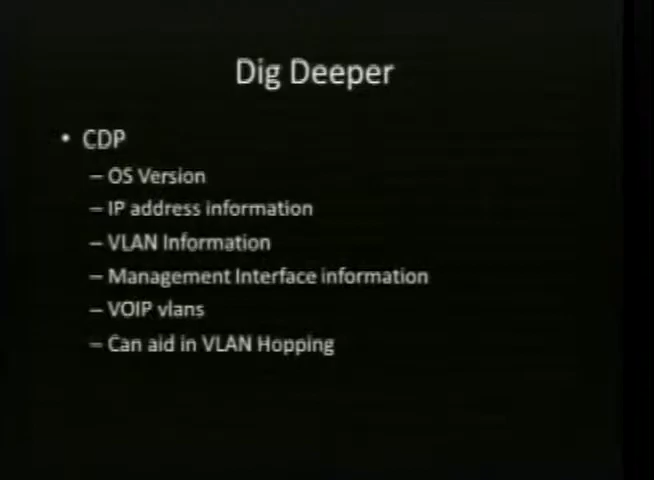 Dig Deeper
• CDP
– OS Version
– IP address information
– VLAN Information
– Management Interface information
– VOIP vlans
– Can aid in VLAN Hopping